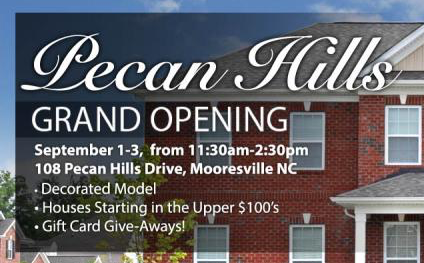 Pecan Hills
GRAND OPENING
September 1-3, from 11:30am-2:30pm
108 Pecan Hills Drive, Mooresville NC
• Decorated Model
• Houses Starting in the Upper $100's
• Gift Card Give-Aways!